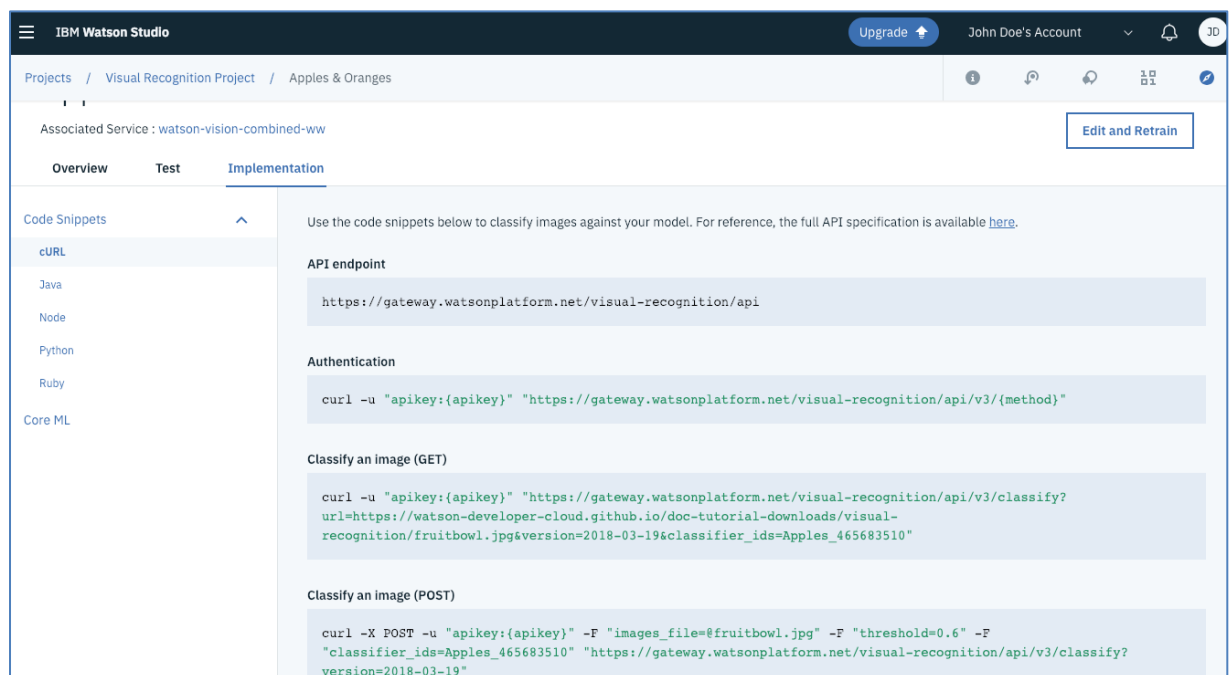 IBM Watson Studio
Upgrade
John Doe's Account
JD
Projects / Visual Recognition Project / Apples & Oranges
Associated Service : watson-vision-combined-ww
Edit and Retrain
Overview Test Implementation
Code Snippets
cURL
Java
Node
Python
Ruby
Core ML
Use the code snippets below to classify images against your model. For reference, the full API specification is available here.
API endpoint
https://gateway.watsonplatform.net/visual-recognition/api
Authentication
curl -u "apikey:{apikey}" "https://gateway.watsonplatform.net/visual-recognition/api/v3/{method}"
Classify an image (GET)
curl -u "apikey:{apikey}" "https://gateway.watsonplatform.net/visual-recognition/api/v3/classify?
url=https://watson-developer-cloud.github.io/doc-tutorial-downloads/visual-
recognition/fruitbowl.jpg&version=2018-03-19&classifier_ids=Apples_465683510"
Classify an image (POST)
curl -X POST -u "apikey:{apikey}" -F "images_file=@fruitbowl.jpg" -F "threshold=0.6" -F
"classifier_ids=Apples_465683510" "https://gateway.watsonplatform.net/visual-recognition/api/v3/classify?
version=2018-03-19"